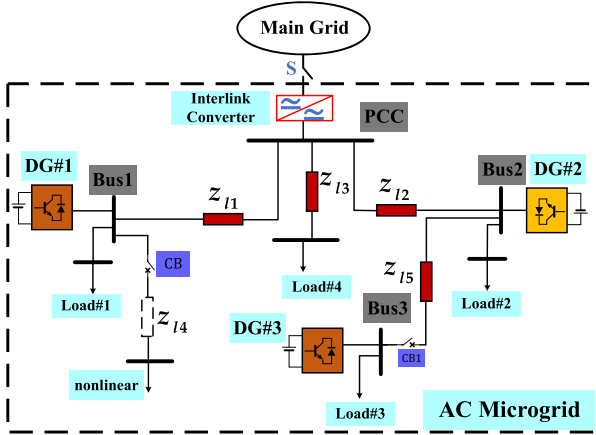 Main Grid
S
Interlink
Converter
PCC
DG#1
Bus1
Bus2
DG#2
z l1
z l3
z l2
CB
z l5
Load#1
Load#4
Load#2
z l4
Bus3
DG#3
CB1
nonlinear
Load#3
AC Microgrid